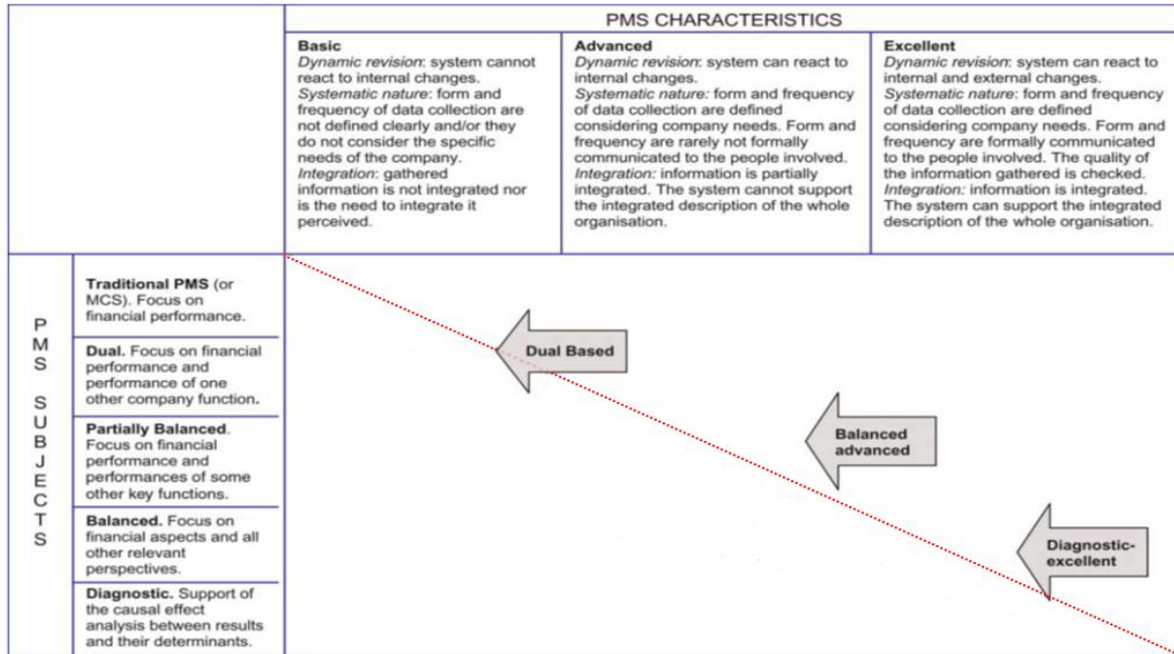 PMS CHARACTERISTICS
Basic
Dynamic revision: system cannot
react to internal changes.
Systematic nature: form and
frequency of data collection are
not defined clearly and/or they
do not consider the specific
needs of the company.
Integration: gathered
information is not integrated nor
is the need to integrate it
perceived.
Advanced
Dynamic revision: system can react to
internal changes.
Systematic nature: form and frequency
of data collection are defined
considering company needs. Form and
frequency are rarely not formally
communicated to the people involved.
Integration: information is partially
integrated. The system cannot support
the integrated description of the whole
organisation.
Excellent
Dynamic revision: system can react to
internal and external changes.
Systematic nature: form and frequency
of data collection are defined
considering company needs. Form and
frequency are formally communicated
to the people involved. The quality of
the information gathered is checked.
Integration: information is integrated.
The system can support the integrated
description of the whole organisation.
PMS SUBJECTS
Traditional PMS (or
MCS). Focus on
financial performance.
Dual. Focus on financial
performance and
performance of one
other company function.
Partially Balanced.
Focus on financial
performance and
performances of some
other key functions.
Balanced. Focus on
financial aspects and all
other relevant
perspectives.
Diagnostic. Support of
the causal effect
analysis between results
and their determinants.
Dual Based
Balanced
advanced
Diagnostic-
excellent